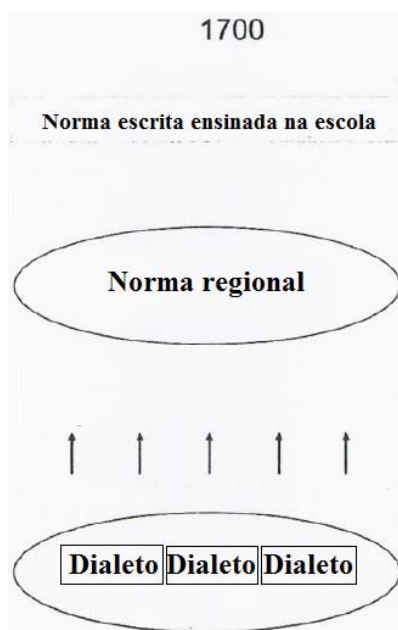 1700
Norma escrita ensinada na escola
Norma regional
Dialeto Dialeto Dialeto